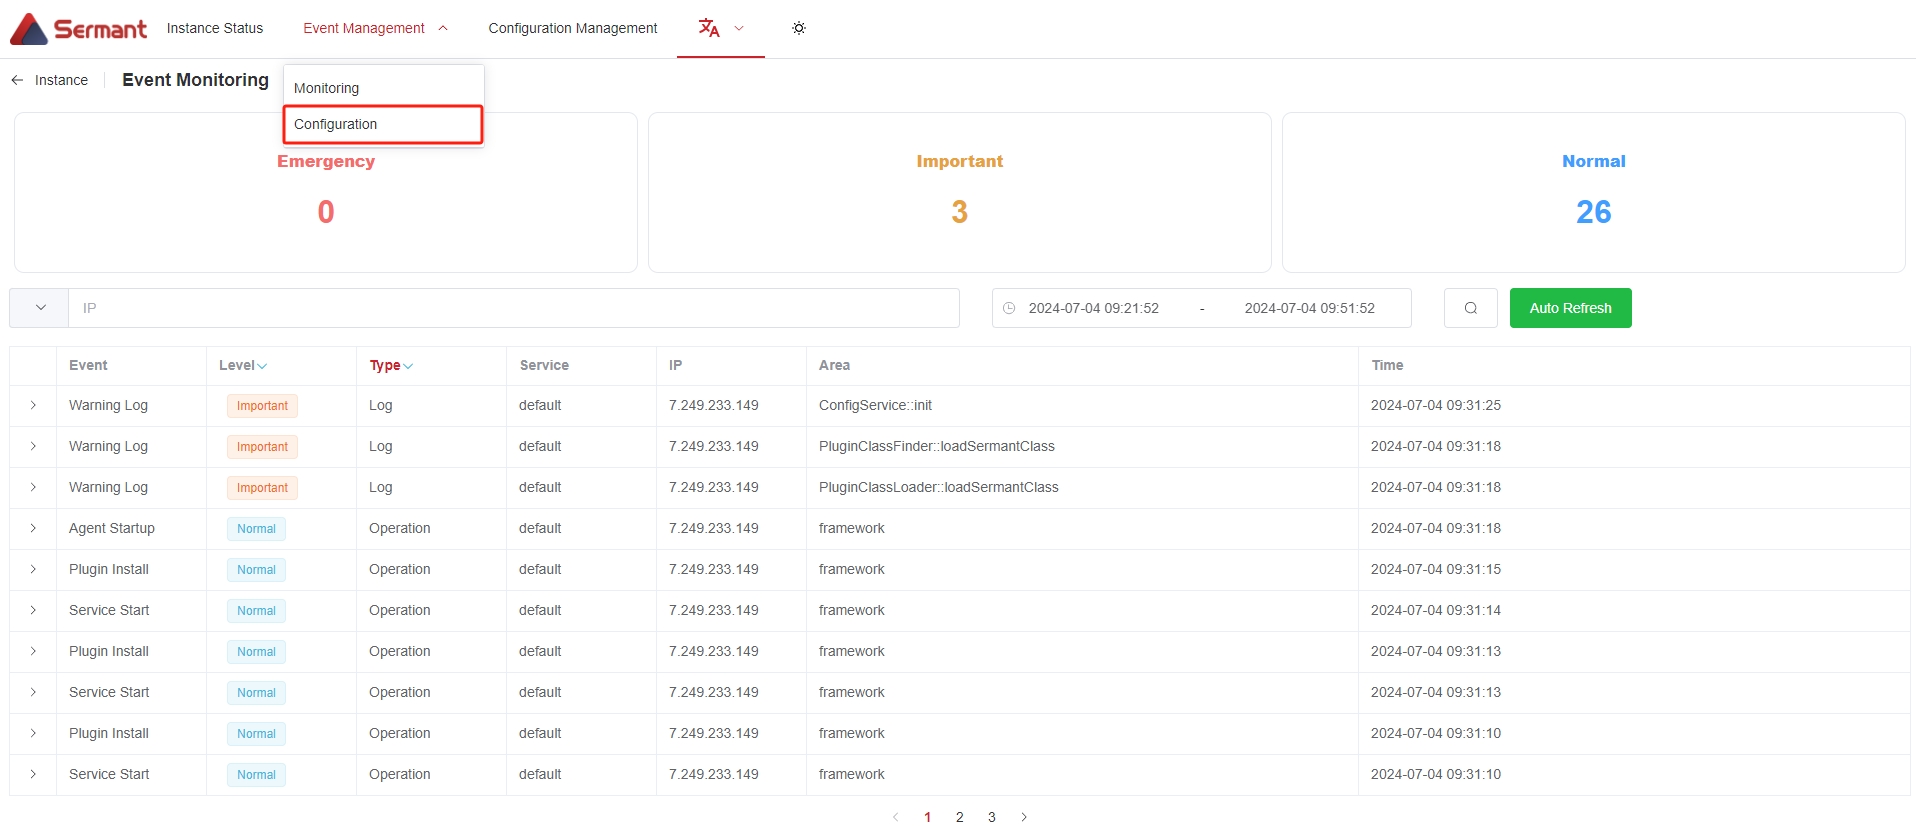 Sermant Instance Status Event Management Configuration Management
Instance Event Monitoring
Monitoring
Configuration
Emergency Important Normal
0 3 26
IP 2024-07-04 09:21:52 - 2024-07-04 09:51:52 Auto Refresh
Event Level Type Service IP Area Time
Warning Log Important Log default 7.249.233.149 ConfigService::init 2024-07-04 09:31:25
Warning Log Important Log default 7.249.233.149 PluginClassFinder::loadSermantClass 2024-07-04 09:31:18
Warning Log Important Log default 7.249.233.149 PluginClassLoader::loadSermantClass 2024-07-04 09:31:18
Agent Startup Normal Operation default 7.249.233.149 framework 2024-07-04 09:31:18
Plugin Install Normal Operation default 7.249.233.149 framework 2024-07-04 09:31:15
Service Start Normal Operation default 7.249.233.149 framework 2024-07-04 09:31:14
Plugin Install Normal Operation default 7.249.233.149 framework 2024-07-04 09:31:13
Service Start Normal Operation default 7.249.233.149 framework 2024-07-04 09:31:13
Plugin Install Normal Operation default 7.249.233.149 framework 2024-07-04 09:31:10
Service Start Normal Operation default 7.249.233.149 framework 2024-07-04 09:31:10
1 2 3